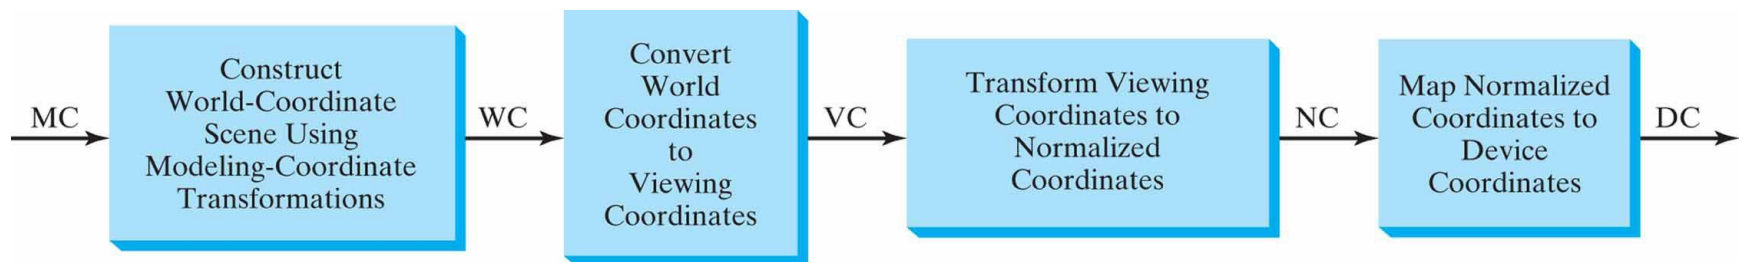 MC
Construct
World-Coordinate
Scene Using
Modeling-Coordinate
Transformations
WC
Convert
World
Coordinates
to
Viewing
Coordinates
VC
Transform Viewing
Coordinates to
Normalized
Coordinates
NC
Map Normalized
Coordinates to
Device
Coordinates
DC